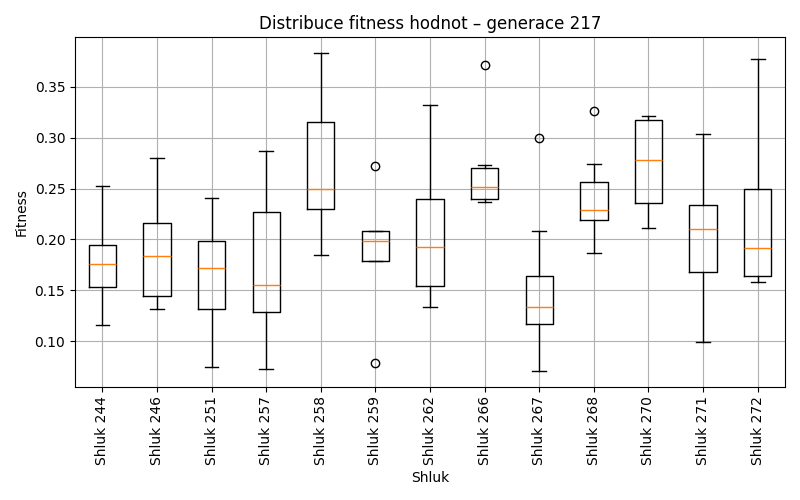 Distribuce fitness hodnot – generace 217
Fitness
0.35
0.30
0.25
0.20
0.15
0.10
Shluk 244
Shluk 246
Shluk 251
Shluk 257
Shluk 258
Shluk 259
Shluk 262
Shluk 266
Shluk 267
Shluk 268
Shluk 270
Shluk 271
Shluk 272
Shluk